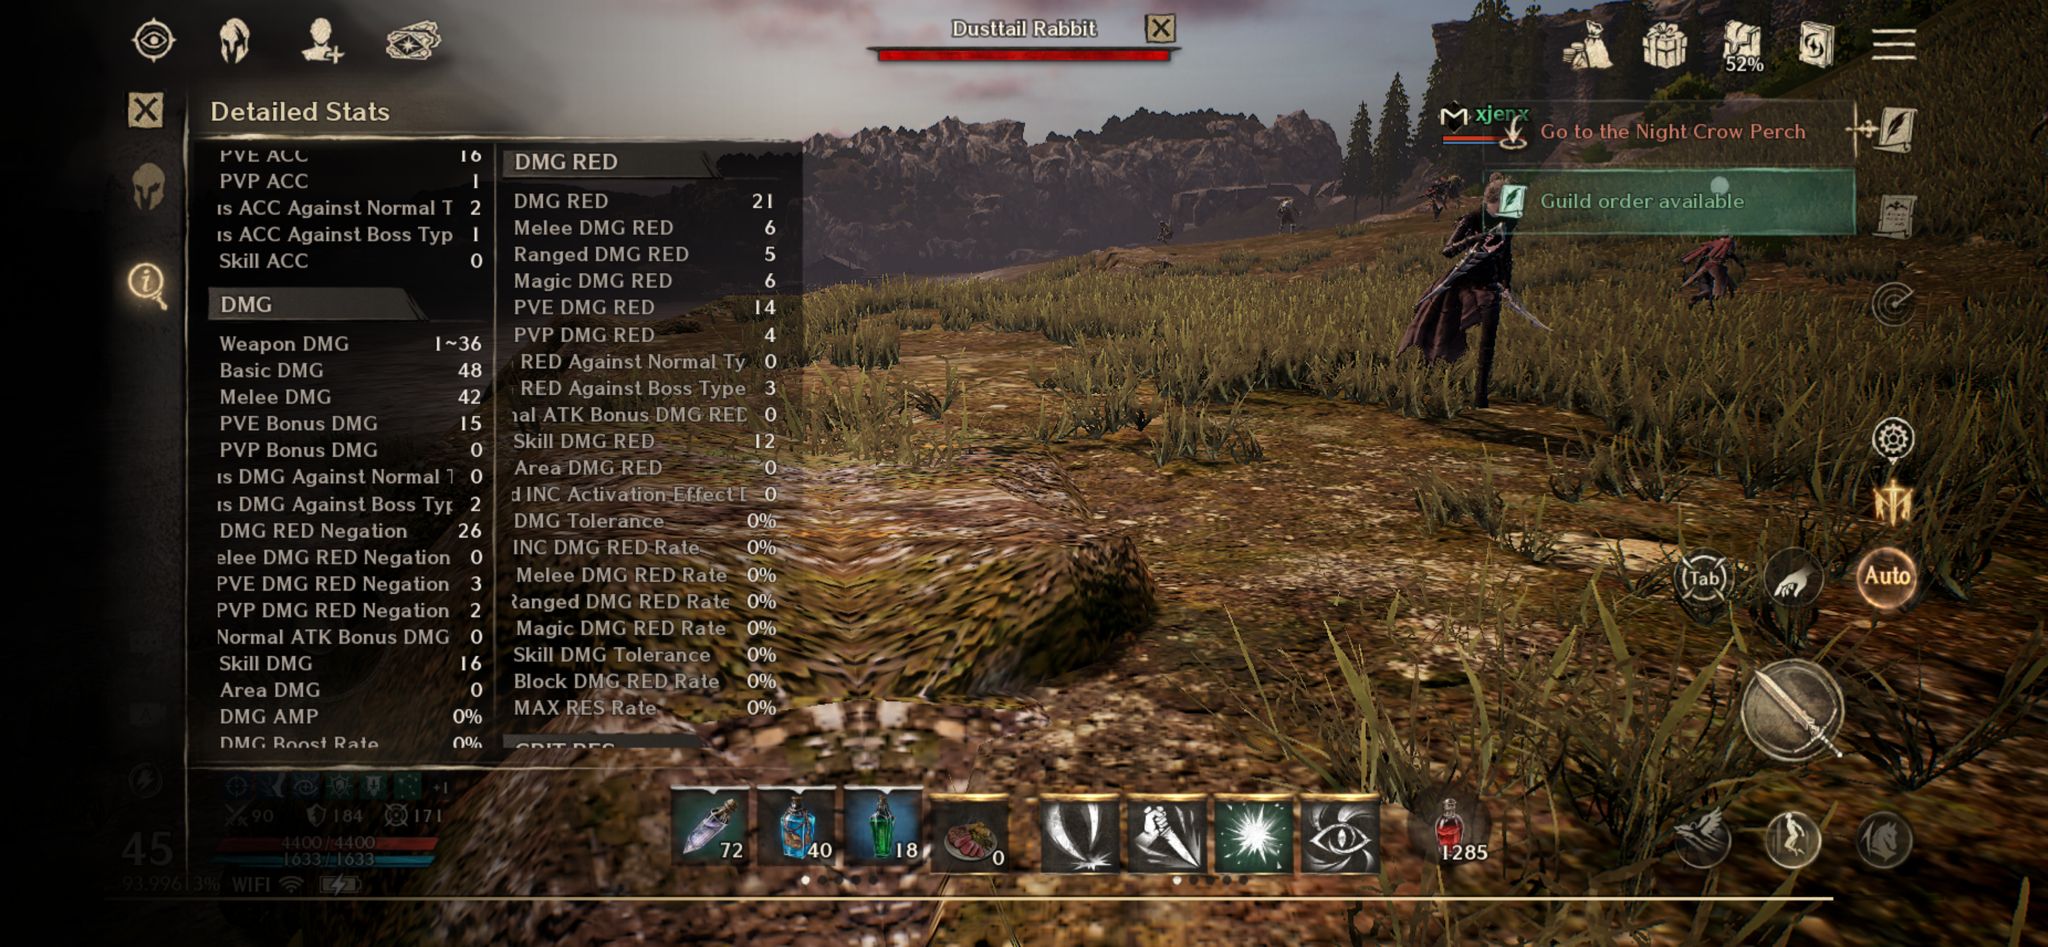 Dusttail Rabbit
52%
Detailed Stats
xjenx
Go to the Night Crow Perch
Guild order available
PVE ACC 16
PVP ACC 1
ıs ACC Against Normal T 2
ıs ACC Against Boss Typ 1
Skill ACC 0
DMG
Weapon DMG 1~36
Basic DMG 48
Melee DMG 42
PVE Bonus DMG 15
PVP Bonus DMG 0
ıs DMG Against Normal T 0
ıs DMG Against Boss Typ 2
DMG RED Negation 26
elee DMG RED Negation 0
PVE DMG RED Negation 3
PVP DMG RED Negation 2
Normal ATK Bonus DMG 0
Skill DMG 16
Area DMG 0
DMG AMP 0%
DMG Boost Rate 0%
DMG RED
DMG RED 21
Melee DMG RED 6
Ranged DMG RED 5
Magic DMG RED 6
PVE DMG RED 14
PVP DMG RED 4
RED Against Normal Ty 0
RED Against Boss Type 3
nal ATK Bonus DMG RED 0
Skill DMG RED 12
Area DMG RED 0
d INC Activation Effect D 0
DMG Tolerance 0%
INC DMG RED Rate 0%
Melee DMG RED Rate 0%
Ranged DMG RED Rate 0%
Magic DMG RED Rate 0%
Skill DMG Tolerance 0%
Block DMG RED Rate 0%
MAX RES Rate 0%
CRIT RES
Tab
Auto
+1
90 184 171
45
4400/4400
1633/1633
93.99613% WIFI
72
40
18
0
1285